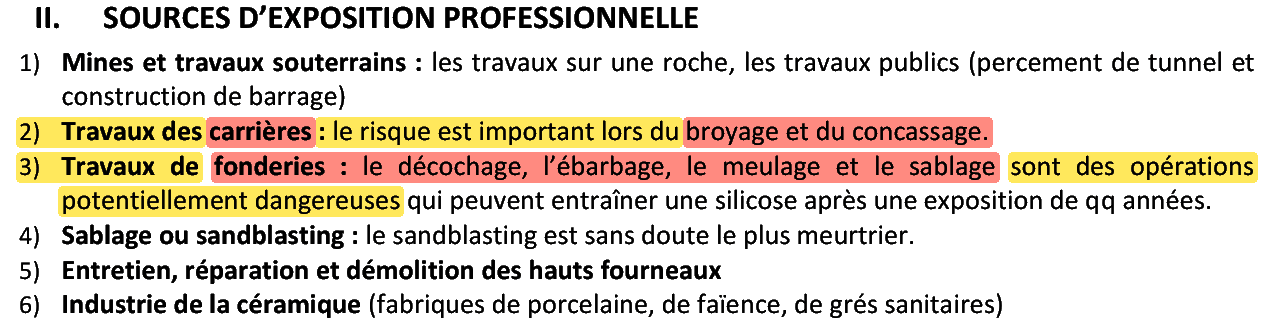 II. SOURCES D’EXPOSITION PROFESSIONNELLE
1) Mines et travaux souterrains : les travaux sur une roche, les travaux publics (percement de tunnel et
construction de barrage)
2) Travaux des carrières : le risque est important lors du broyage et du concassage.
3) Travaux de fonderies : le décochage, l’ébarbage, le meulage et le sablage sont des opérations
potentiellement dangereuses qui peuvent entraîner une silicose après une exposition de qq années.
4) Sablage ou sandblasting : le sandblasting est sans doute le plus meurtrier.
5) Entretien, réparation et démolition des hauts fourneaux
6) Industrie de la céramique (fabriques de porcelaine, de faïence, de grés sanitaires)